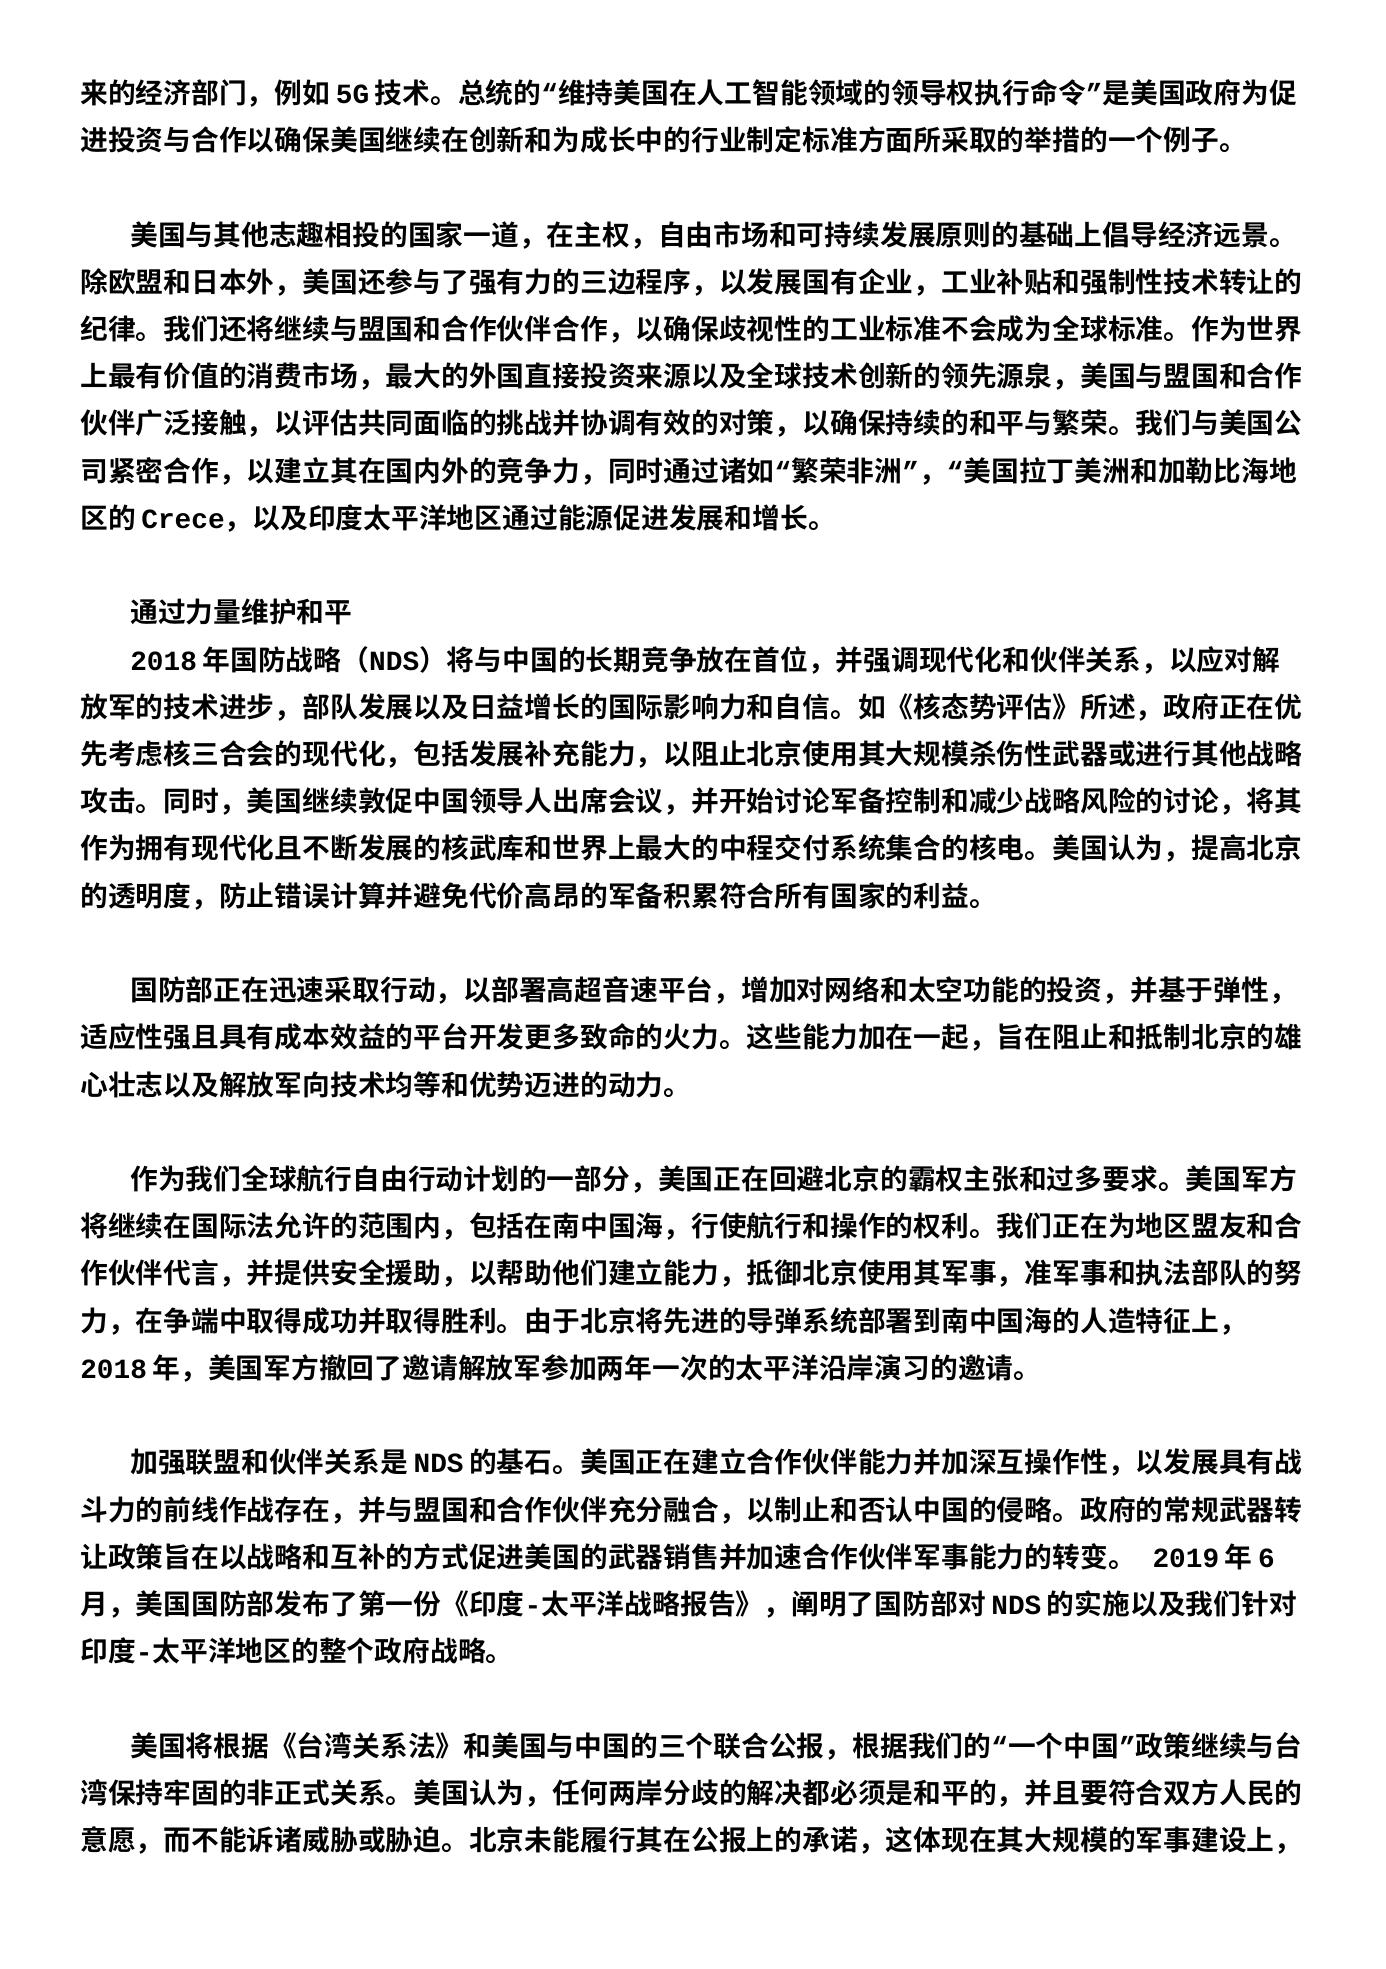 来的经济部门，例如 5G 技术。总统的“维持美国在人工智能领域的领导权执行命令”是美国政府为促
进投资与合作以确保美国继续在创新和为成长中的行业制定标准方面所采取的举措的一个例子。
美国与其他志趣相投的国家一道，在主权，自由市场和可持续发展原则的基础上倡导经济远景。
除欧盟和日本外，美国还参与了强有力的三边程序，以发展国有企业，工业补贴和强制性技术转让的
纪律。我们还将继续与盟国和合作伙伴合作，以确保歧视性的工业标准不会成为全球标准。作为世界
上最有价值的消费市场，最大的外国直接投资来源以及全球技术创新的领先源泉，美国与盟国和合作
伙伴广泛接触，以评估共同面临的挑战并协调有效的对策，以确保持续的和平与繁荣。我们与美国公
司紧密合作，以建立其在国内外的竞争力，同时通过诸如“繁荣非洲”，“美国拉丁美洲和加勒比海地
区的 Crece，以及印度太平洋地区通过能源促进发展和增长。
通过力量维护和平
2018 年国防战略（NDS）将与中国的长期竞争放在首位，并强调现代化和伙伴关系，以应对解
放军的技术进步，部队发展以及日益增长的国际影响力和自信。如《核态势评估》所述，政府正在优
先考虑核三合会的现代化，包括发展补充能力，以阻止北京使用其大规模杀伤性武器或进行其他战略
攻击。同时，美国继续敦促中国领导人出席会议，并开始讨论军备控制和减少战略风险的讨论，将其
作为拥有现代化且不断发展的核武库和世界上最大的中程交付系统集合的核电。美国认为，提高北京
的透明度，防止错误计算并避免代价高昂的军备积累符合所有国家的利益。
国防部正在迅速采取行动，以部署高超音速平台，增加对网络和太空功能的投资，并基于弹性，
适应性强且具有成本效益的平台开发更多致命的火力。这些能力加在一起，旨在阻止和抵制北京的雄
心壮志以及解放军向技术均等和优势迈进的动力。
作为我们全球航行自由行动计划的一部分，美国正在回避北京的霸权主张和过多要求。美国军方
将继续在国际法允许的范围内，包括在南中国海，行使航行和操作的权利。我们正在为地区盟友和合
作伙伴代言，并提供安全援助，以帮助他们建立能力，抵御北京使用其军事，准军事和执法部队的努
力，在争端中取得成功并取得胜利。由于北京将先进的导弹系统部署到南中国海的人造特征上，
2018 年，美国军方撤回了邀请解放军参加两年一次的太平洋沿岸演习的邀请。
加强联盟和伙伴关系是 NDS 的基石。美国正在建立合作伙伴能力并加深互操作性，以发展具有战
斗力的前线作战存在，并与盟国和合作伙伴充分融合，以制止和否认中国的侵略。政府的常规武器转
让政策旨在以战略和互补的方式促进美国的武器销售并加速合作伙伴军事能力的转变。 2019 年 6
月，美国国防部发布了第一份《印度-太平洋战略报告》，阐明了国防部对 NDS 的实施以及我们针对
印度-太平洋地区的整个政府战略。
美国将根据《台湾关系法》和美国与中国的三个联合公报，根据我们的“一个中国”政策继续与台
湾保持牢固的非正式关系。美国认为，任何两岸分歧的解决都必须是和平的，并且要符合双方人民的
意愿，而不能诉诸威胁或胁迫。北京未能履行其在公报上的承诺，这体现在其大规模的军事建设上，